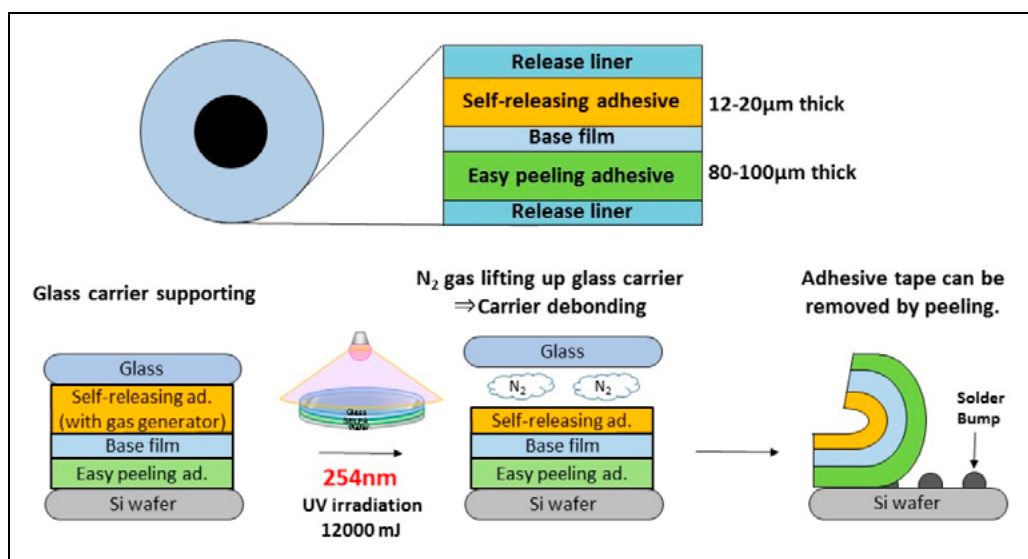 Release liner
Self-releasing adhesive
12-20μm thick
Base film
Easy peeling adhesive
80-100μm thick
Release liner
Glass carrier supporting
N₂ gas lifting up glass carrier
⇒Carrier debonding
Adhesive tape can be
removed by peeling.
Glass
Self-releasing ad.
(with gas generator)
Base film
Easy peeling ad.
Si wafer
Glass
254nm
UV irradiation
12000 mJ
Glass
N₂
N₂
Self-releasing ad.
Base film
Easy peeling ad.
Si wafer
Solder
Bump
Si wafer